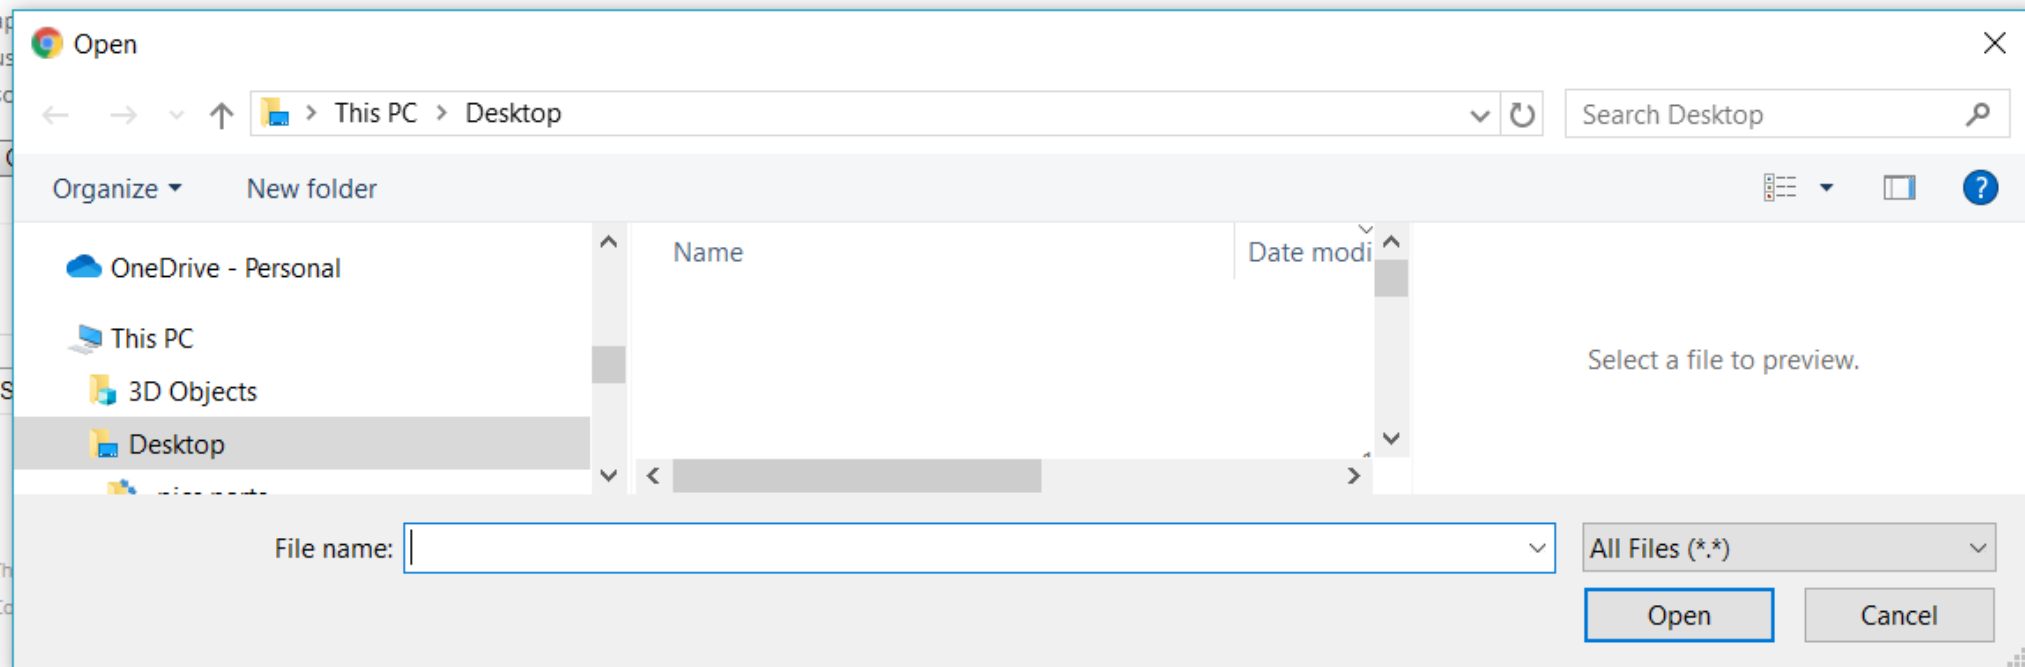 Open
This PC > Desktop
Search Desktop
Organize
New folder
OneDrive - Personal
This PC
3D Objects
Desktop
Name
Date modi
Select a file to preview.
File name:
All Files (*.*)
Open
Cancel